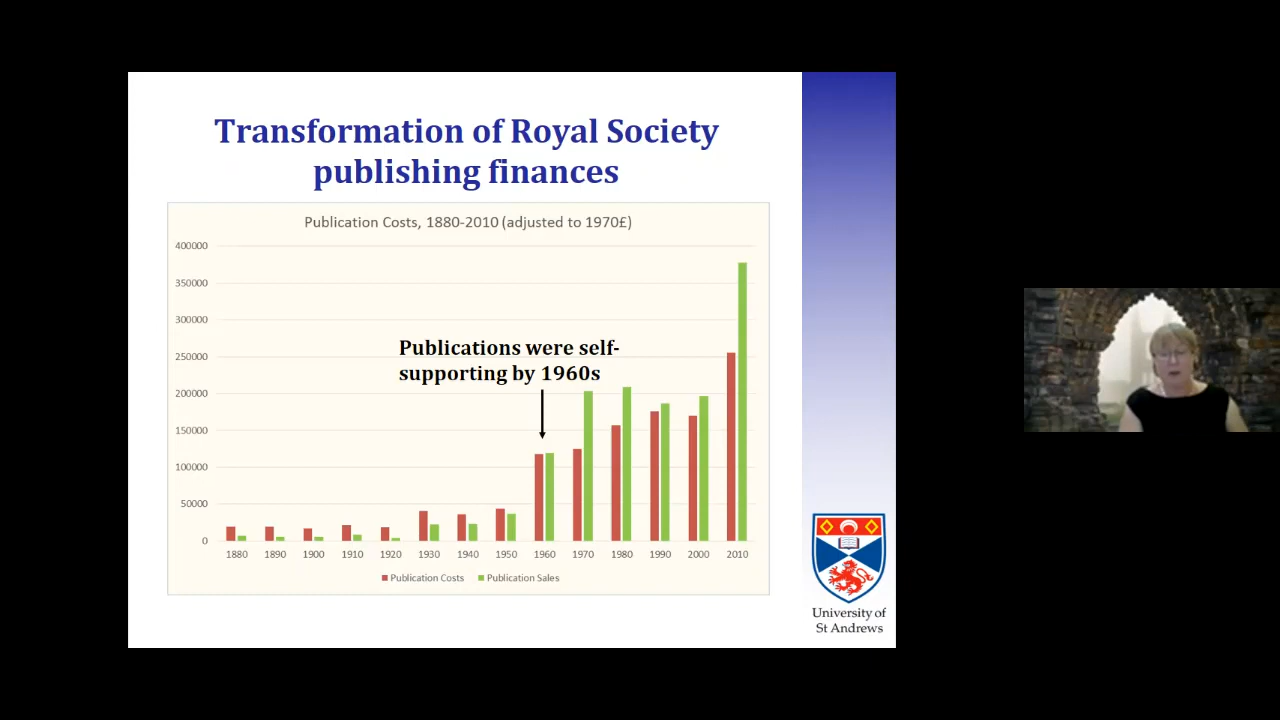 Transformation of Royal Society
publishing finances
Publication Costs, 1880-2010 (adjusted to 1970£)
400000
350000
300000
250000
200000
150000
100000
50000
0
Publications were self-
supporting by 1960s
1880 1890 1900 1910 1920 1930 1940 1950 1960 1970 1980 1990 2000 2010
Publication Costs Publication Sales
University of
St Andrews